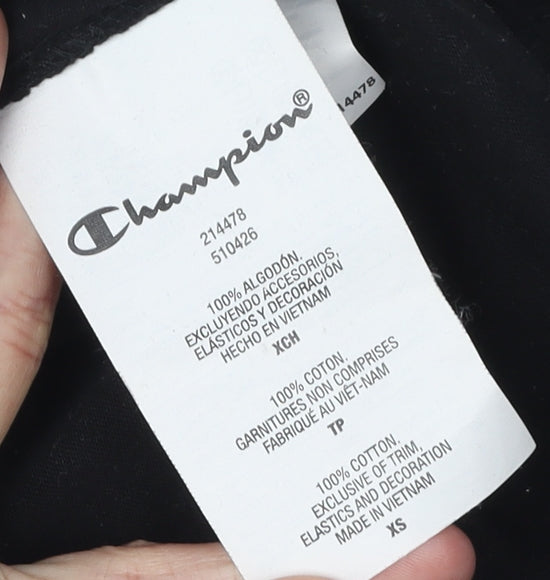 Champion®
214478
510426
100% ALGODÓN.
EXCLUYENDO ACCESORIOS,
ELÁSTICOS Y DECORACIÓN
HECHO EN VIETNAM
XCH
100% COTON.
GARNITURES NON COMPRISES
FABRIQUÉ AU VIÊT-NAM
TP
100% COTTON.
EXCLUSIVE OF TRIM,
ELASTICS AND DECORATION
MADE IN VIETNAM
XS
14478